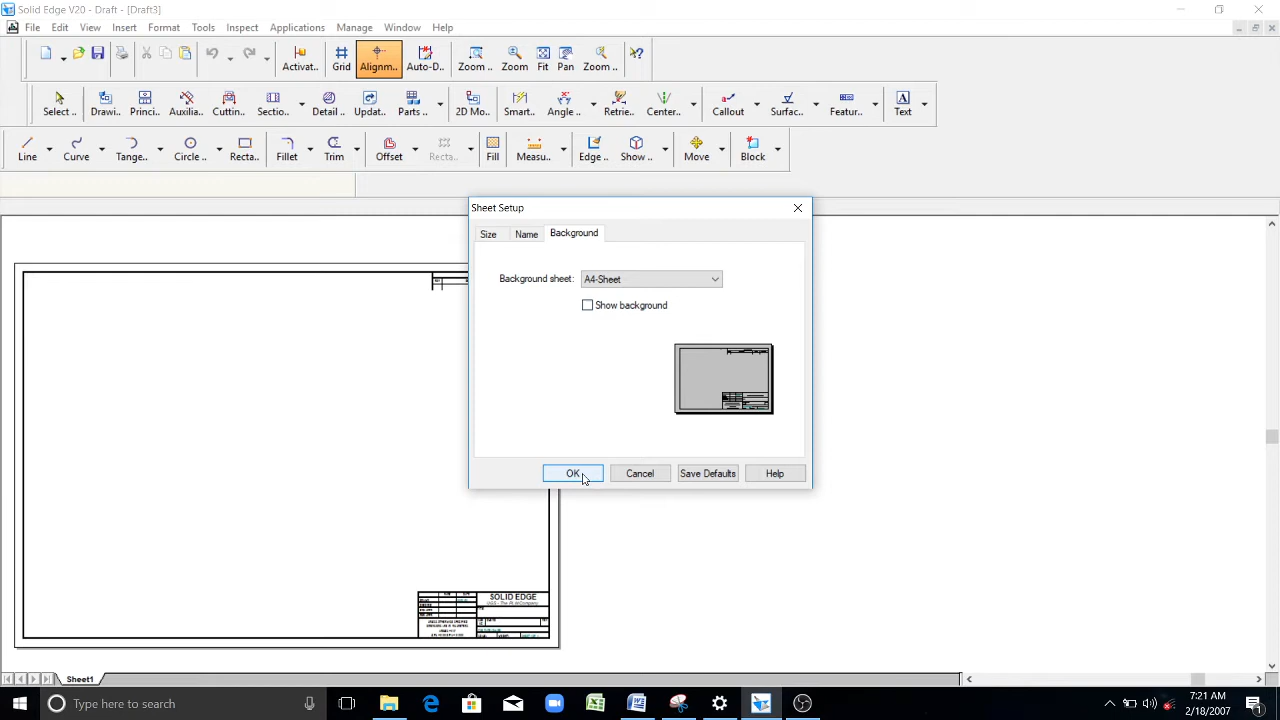 Solid Edge V20 - Draft - [Draft3]
File Edit View Insert Format Tools Inspect Applications Manage Window Help
Activat.. Grid Alignm.. Auto-D.. Zoom .. Zoom Fit Pan Zoom ..
Select .. Drawi.. Princi.. Auxilia.. Cuttin.. Sectio.. Detail .. Updat.. Parts .. 2D Mo.. Smart.. Angle .. Retrie.. Center.. Callout Surfac.. Featur.. Text
Line Curve Tange.. Circle .. Recta.. Fillet Trim Offset Recta.. Fill Measu.. Edge .. Show .. Move Block
Sheet Setup
Size Name Background
Background sheet: A4-Sheet
Show background
OK Cancel Save Defaults Help
SOLID EDGE
Sheet1
Type here to search
7:21 AM
2/18/2007